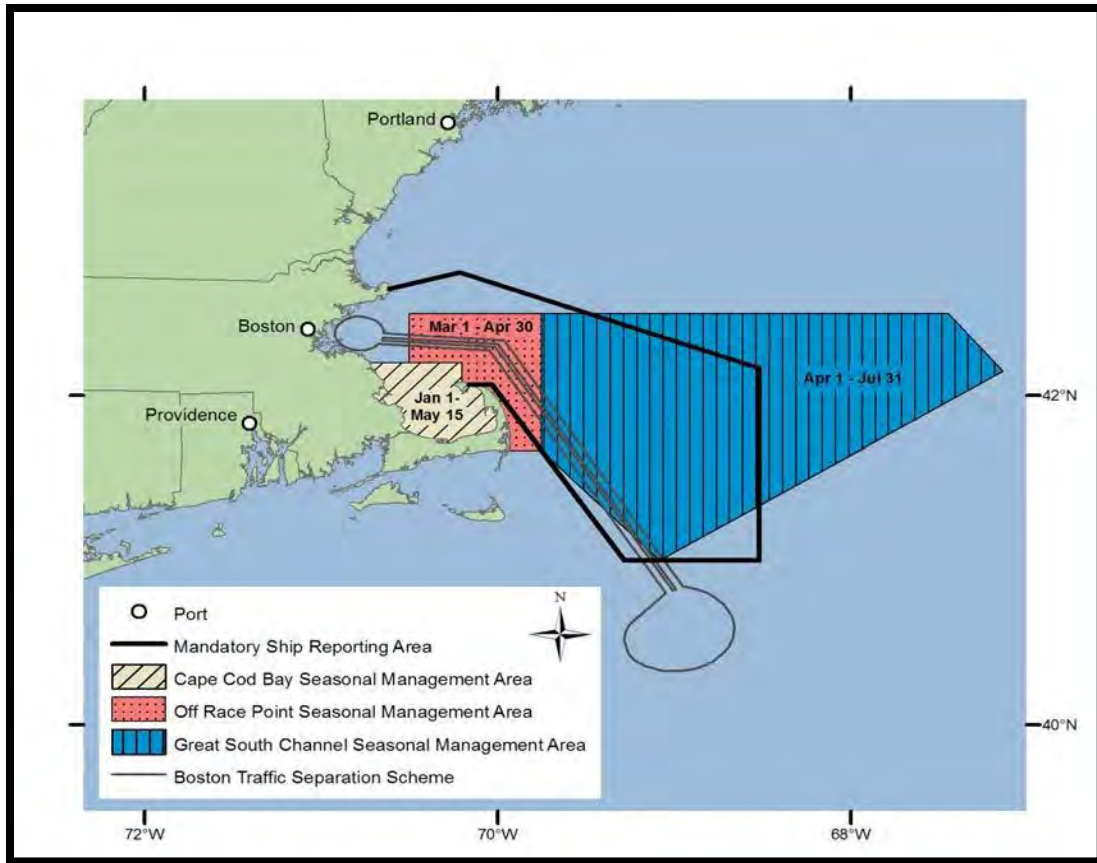 Portland
Boston
Mar 1 - Apr 30
Apr 1 - Jul 31
42°N
Jan 1-
May 15
Providence
N
Port
Mandatory Ship Reporting Area
Cape Cod Bay Seasonal Management Area
Off Race Point Seasonal Management Area
Great South Channel Seasonal Management Area
Boston Traffic Separation Scheme
40°N
72°W
70°W
68°W